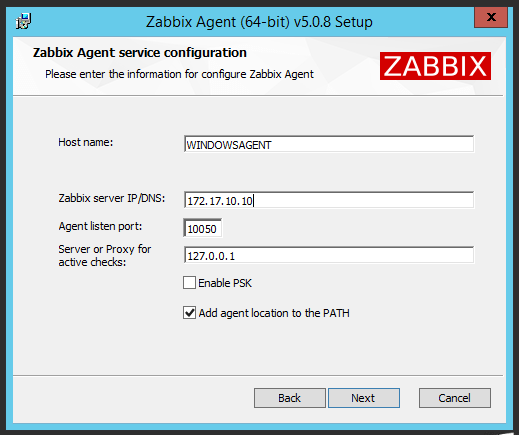 Zabbix Agent (64-bit) v5.0.8 Setup
x
Zabbix Agent service configuration
Please enter the information for configure Zabbix Agent
ZABBIX
Host name:
WINDOWSAGENT
Zabbix server IP/DNS:
172.17.10.10
Agent listen port:
10050
Server or Proxy for
active checks:
127.0.0.1
Enable PSK
Add agent location to the PATH
Back
Next
Cancel